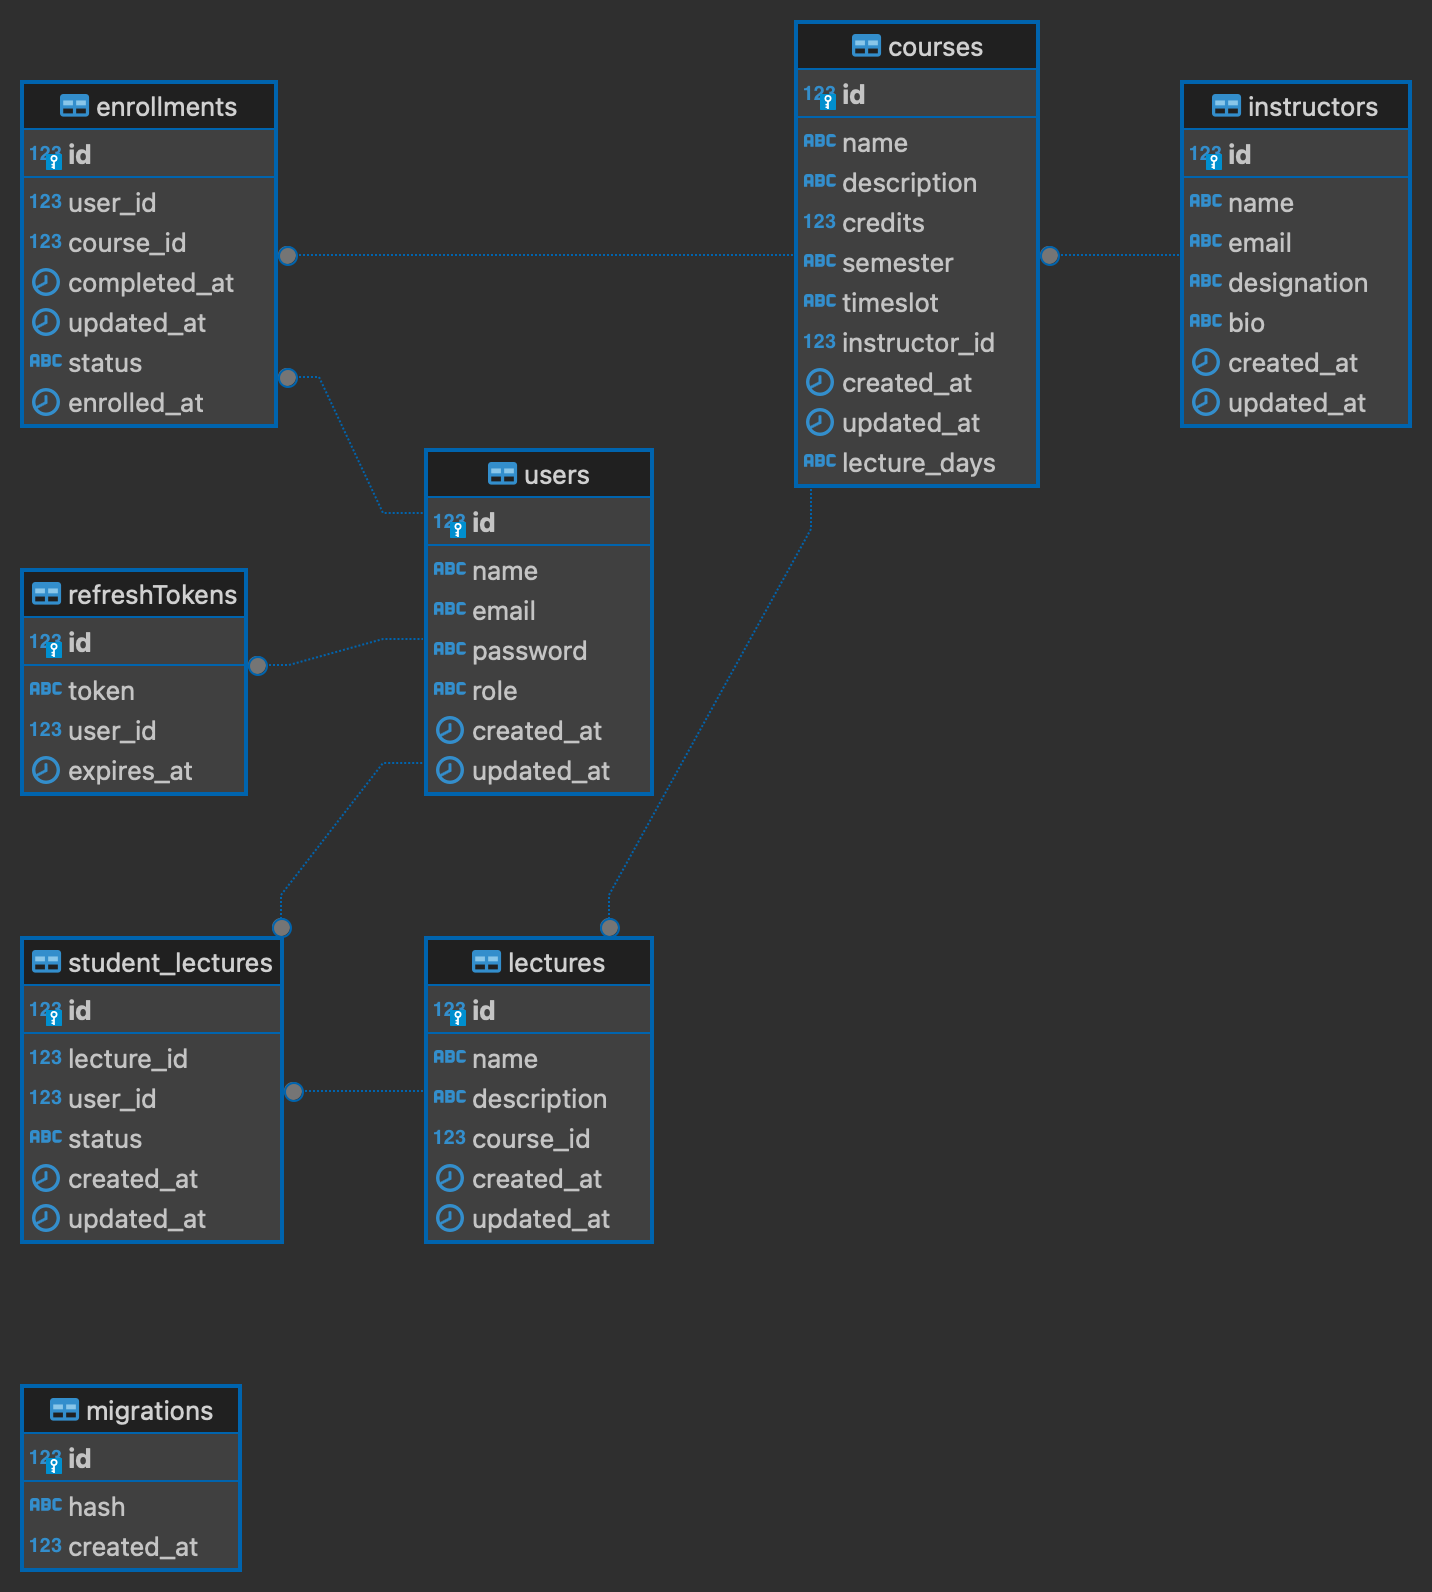 courses
123 id
ABC name
ABC description
123 credits
ABC semester
ABC timeslot
123 instructor_id
created_at
updated_at
ABC lecture_days
enrollments
123 id
123 user_id
123 course_id
completed_at
updated_at
ABC status
enrolled_at
instructors
123 id
ABC name
ABC email
ABC designation
ABC bio
created_at
updated_at
users
123 id
ABC name
ABC email
ABC password
ABC role
created_at
updated_at
refreshTokens
123 id
ABC token
123 user_id
expires_at
student_lectures
123 id
123 lecture_id
123 user_id
ABC status
created_at
updated_at
lectures
123 id
ABC name
ABC description
123 course_id
created_at
updated_at
migrations
123 id
ABC hash
123 created_at